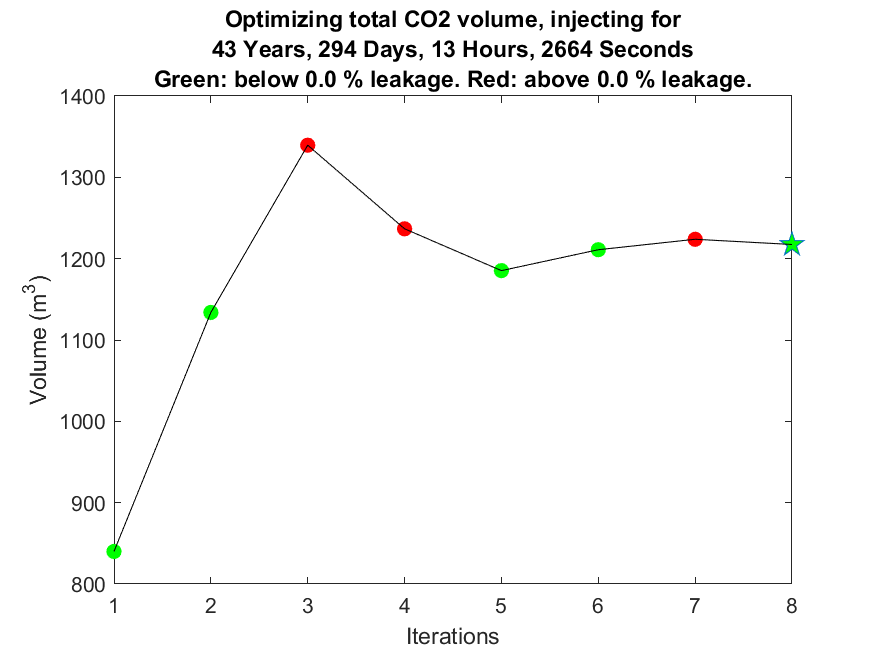 Optimizing total CO2 volume, injecting for
43 Years, 294 Days, 13 Hours, 2664 Seconds
Green: below 0.0 % leakage. Red: above 0.0 % leakage.
1400
1300
1200
1100
1000
900
800
Volume (m³)
1 2 3 4 5 6 7 8
Iterations